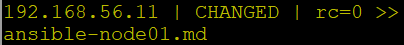 192.168.56.11 | CHANGED | rc=0 >>
ansible-node01.md